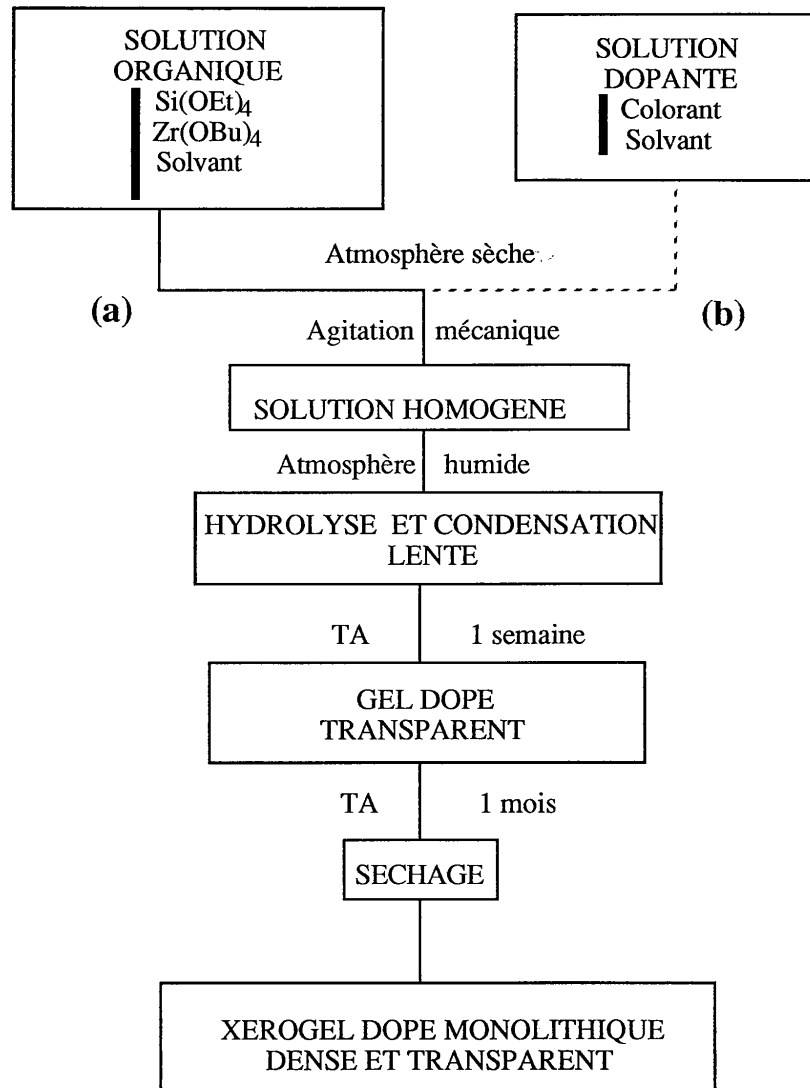 SOLUTION
ORGANIQUE
Si(OEt)4
Zr(OBu)4
Solvant
SOLUTION
DOPANTE
Colorant
Solvant
Atmosphère sèche
(a)
(b)
Agitation mécanique
SOLUTION HOMOGENE
Atmosphère humide
HYDROLYSE ET CONDENSATION
LENTE
TA 1 semaine
GEL DOPE
TRANSPARENT
TA 1 mois
SECHAGE
XEROGEL DOPE MONOLITHIQUE
DENSE ET TRANSPARENT